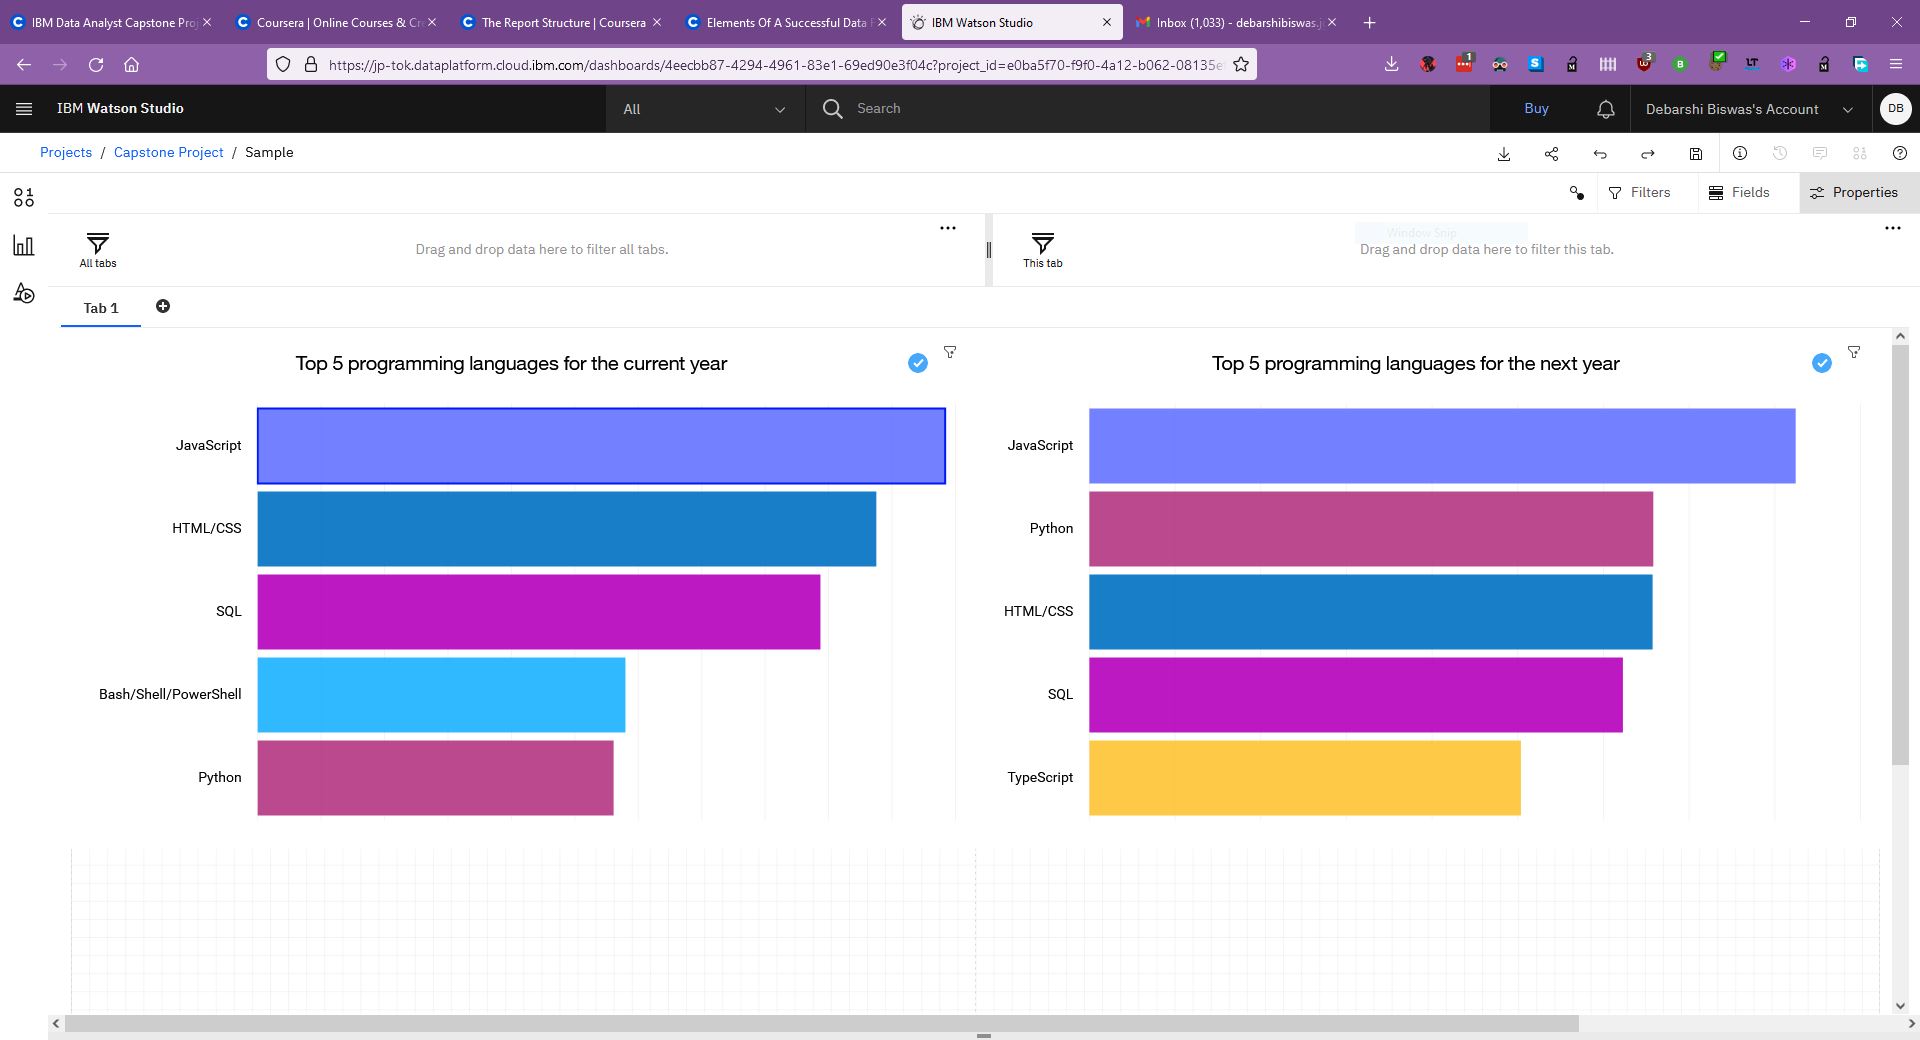 IBM Data Analyst Capstone Proj
Coursera | Online Courses & Cre
The Report Structure | Coursera
Elements Of A Successful Data
IBM Watson Studio
Inbox (1,033) - debarshibiswas.j
https://jp-tok.dataplatform.cloud.ibm.com/dashboards/4eecbb87-4294-4961-83e1-69ed90e3f04c?project_id=e0ba5f70-f9f0-4a12-b062-08135e
IBM Watson Studio
All
Search
Buy
Debarshi Biswas's Account
DB
Projects / Capstone Project / Sample
Filters
Fields
Properties
All tabs
Drag and drop data here to filter all tabs.
This tab
Window Snip
Drag and drop data here to filter this tab.
Tab 1
Top 5 programming languages for the current year
JavaScript
HTML/CSS
SQL
Bash/Shell/PowerShell
Python
Top 5 programming languages for the next year
JavaScript
Python
HTML/CSS
SQL
TypeScript